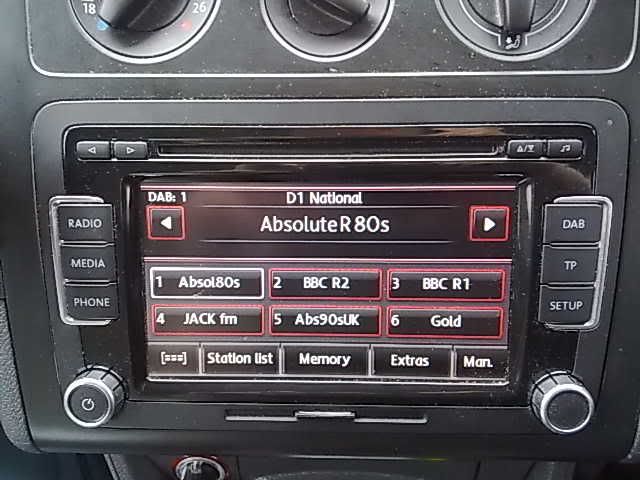 18 26
RADIO
MEDIA
PHONE
DAB: 1 D1 National
AbsoluteR 80s
1 Absol80s 2 BBC R2 3 BBC R1
4 JACK fm 5 Abs90sUK 6 Gold
[===] Station list Memory Extras Man.
DAB
TP
SETUP